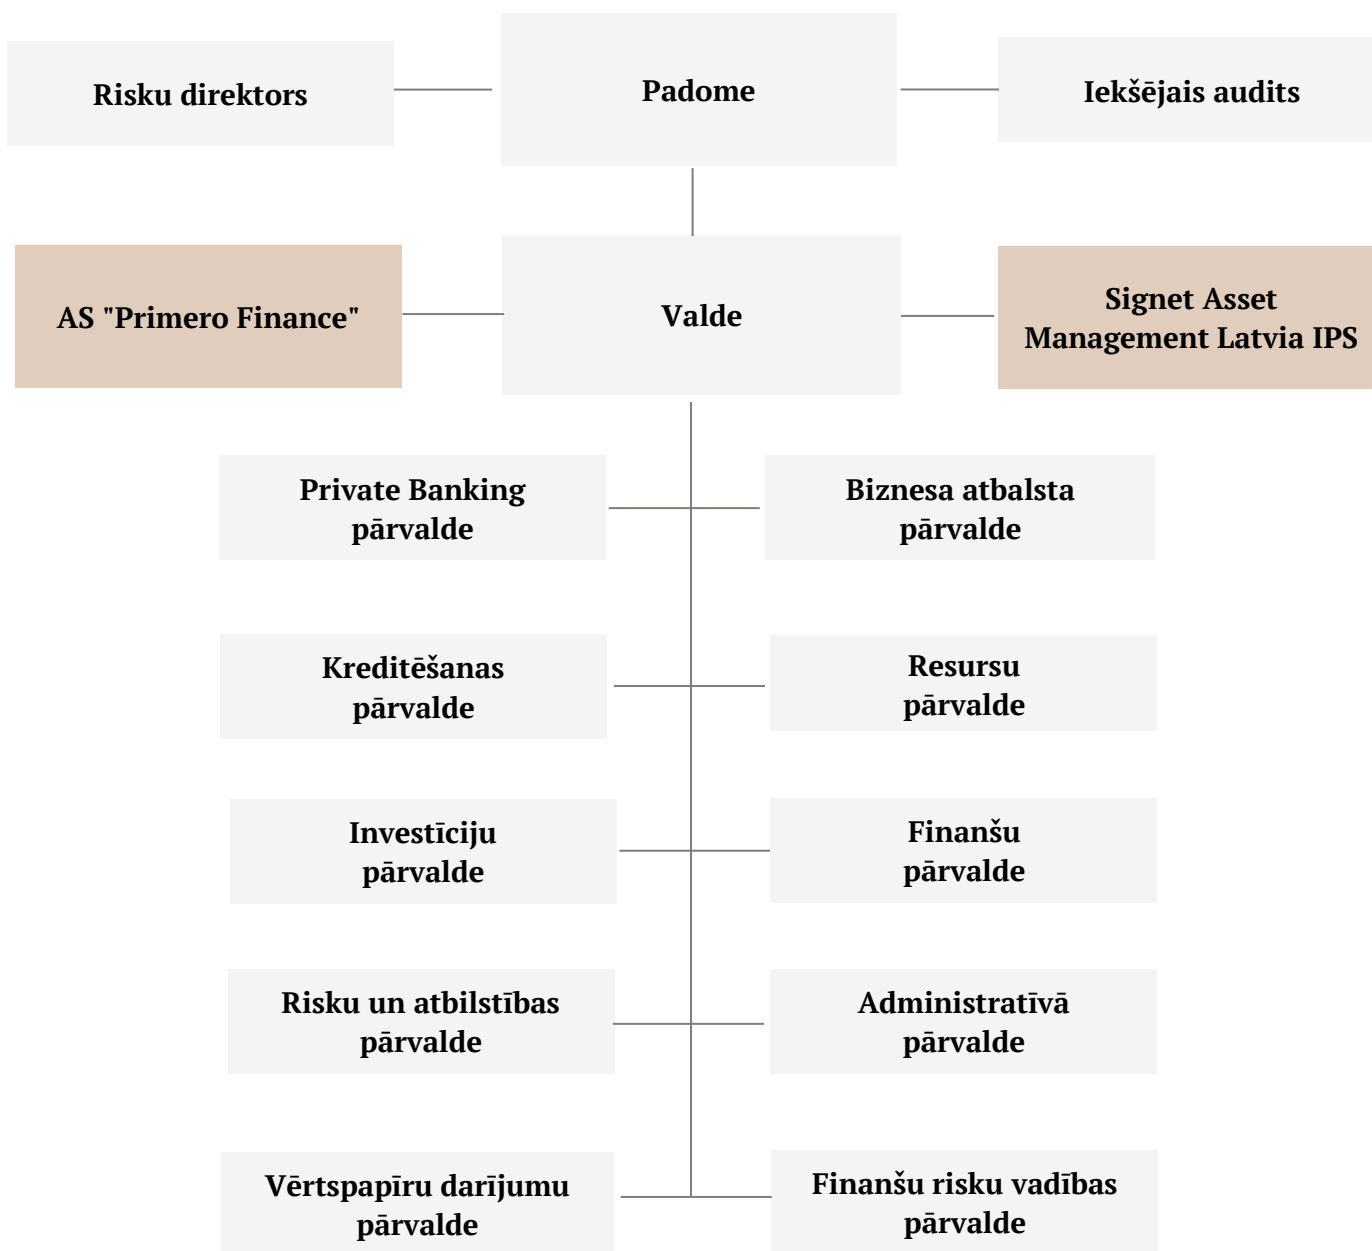 Risku direktors
Padome
Iekšējais audits
AS "Primero Finance"
Valde
Signet Asset
Management Latvia IPS
Private Banking
pārvalde
Biznesa atbalsta
pārvalde
Kreditēšanas
pārvalde
Resursu
pārvalde
Investīciju
pārvalde
Finanšu
pārvalde
Risku un atbilstības
pārvalde
Administratīvā
pārvalde
Vērtspapīru darījumu
pārvalde
Finanšu risku vadības
pārvalde